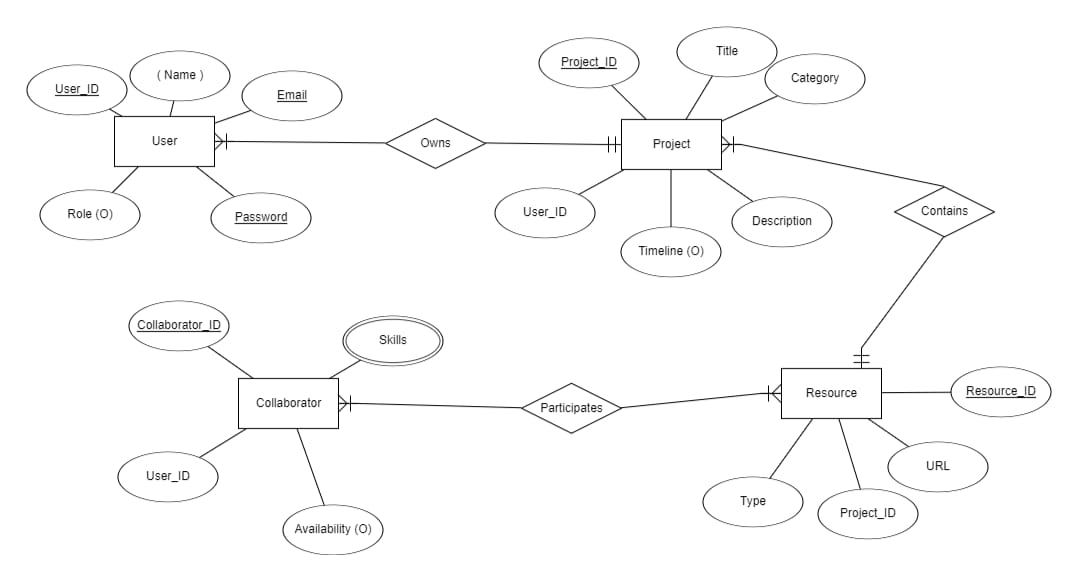 Title
Project_ID
( Name )
Category
User_ID
Email
User
Owns
Project
Contains
User_ID
Role (O)
Password
Description
Timeline (O)
Collaborator_ID
Skills
Resource_ID
Resource
Collaborator
Participates
URL
User_ID
Type
Project_ID
Availability (O)